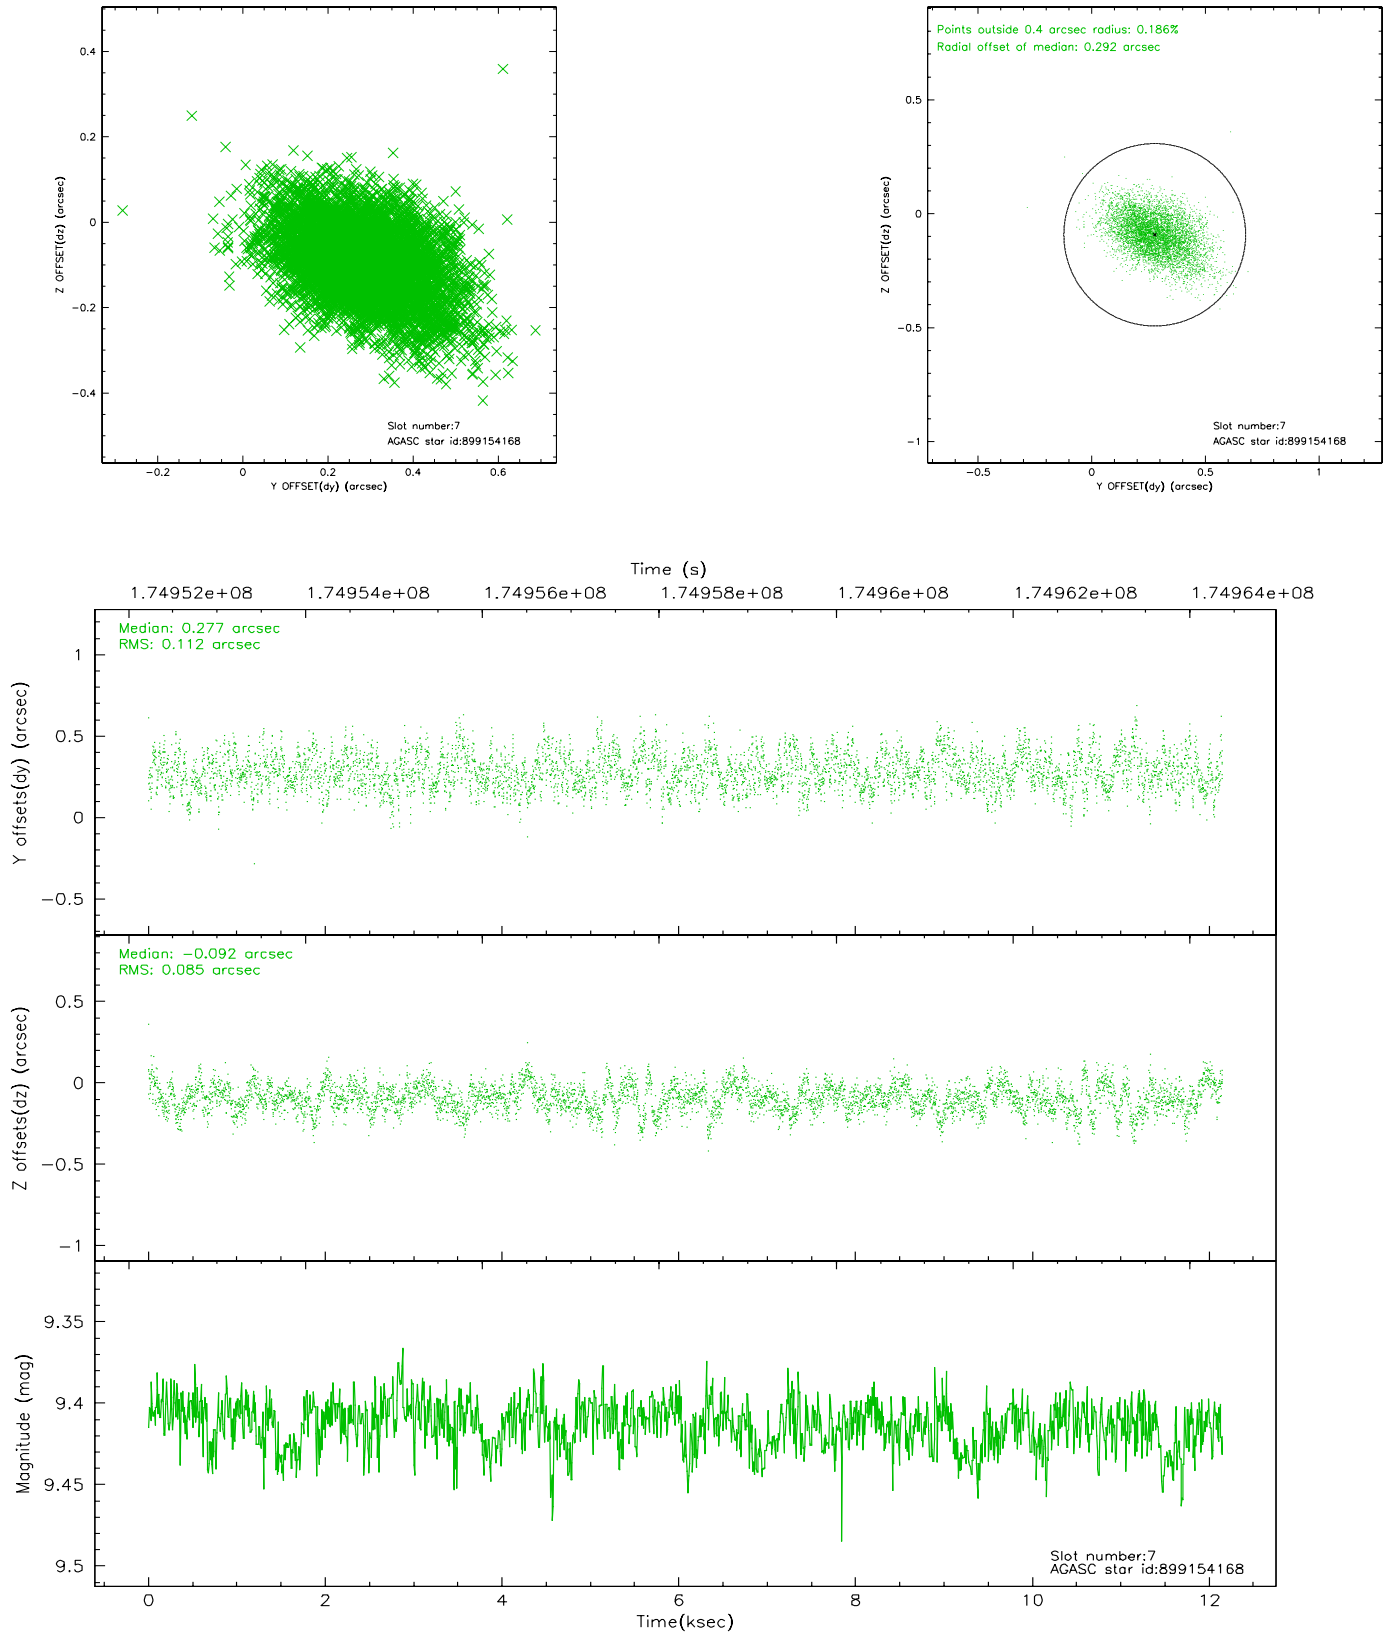 0.4
0.2
0
−0.2
−0.4
Z OFFSET(dz) (arcsec)
Slot number:7
AGASC star id:899154168
−0.2 0 0.2 0.4 0.6
Y OFFSET(dy) (arcsec)
Points outside 0.4 arcsec radius: 0.186%
Radial offset of median: 0.292 arcsec
0.5
0
−0.5
−1
Z OFFSET(dz) (arcsec)
Slot number:7
AGASC star id:899154168
−0.5 0 0.5 1
Y OFFSET(dy) (arcsec)
Time (s)
1.74952e+08 1.74954e+08 1.74956e+08 1.74958e+08 1.7496e+08 1.74962e+08 1.74964e+08
Median: 0.277 arcsec
RMS: 0.112 arcsec
1
0.5
0
−0.5
Y offsets(dy) (arcsec)
Median: −0.092 arcsec
RMS: 0.085 arcsec
0.5
0
−0.5
−1
Z offsets(dz) (arcsec)
9.35
9.4
9.45
9.5
Magnitude (mag)
Slot number:7
AGASC star id:899154168
0 2 4 6 8 10 12
Time(ksec)